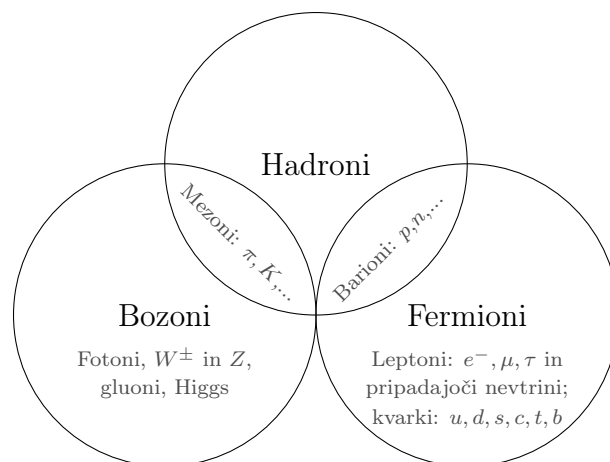 Hadroni
Mezoni: π, K,...
Barioni: p,n,...
Bozoni
Fotoni, W± in Z,
gluoni, Higgs
Fermioni
Leptoni: e−, μ, τ in
pripadajoči nevtrini;
kvarki: u, d, s, c, t, b